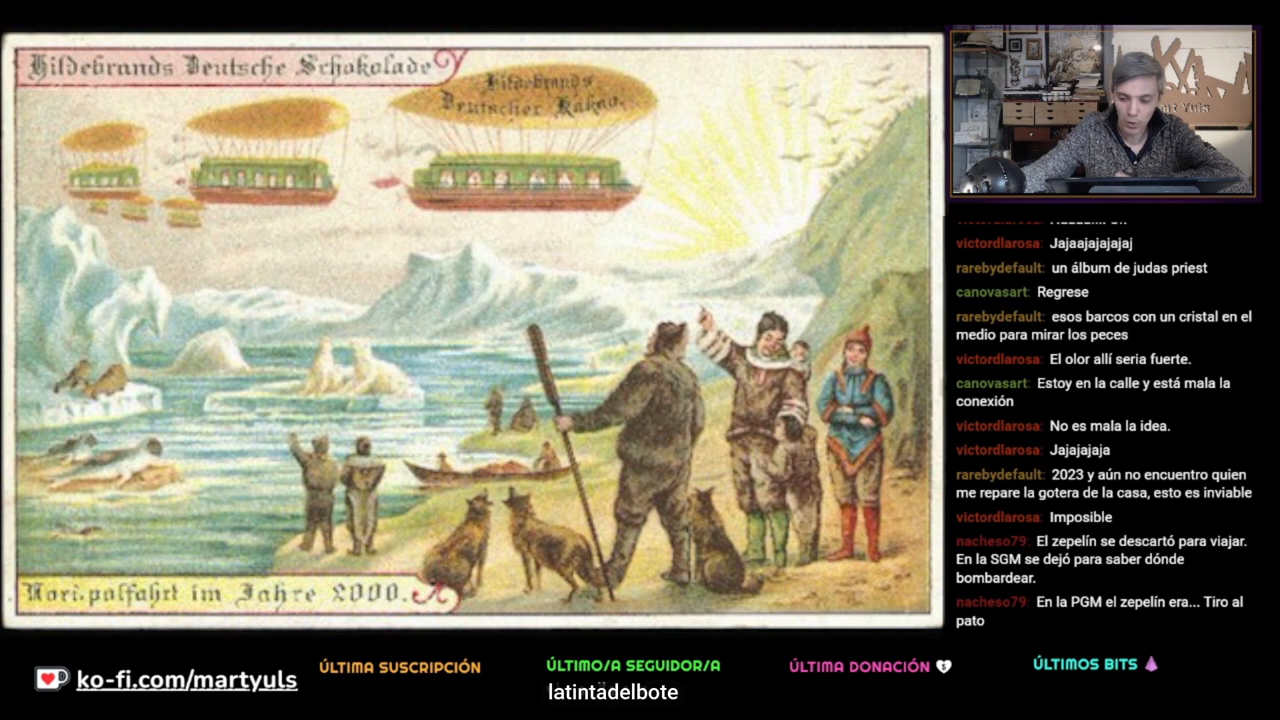 Hildebrands Deutsche Schokolade
Hildebrands
Deutscher Kakao.
Nordpolfahrt im Jahre 2000.
victordlarosa: Jajaajajajajaj
rarebydefault: un álbum de judas priest
canovasart: Regrese
rarebydefault: esos barcos con un cristal en el
medio para mirar los peces
victordlarosa: El olor allí seria fuerte.
canovasart: Estoy en la calle y está mala la
conexión
victordlarosa: No es mala la idea.
victordlarosa: Jajajajaja
rarebydefault: 2023 y aún no encuentro quien
me repare la gotera de la casa, esto es inviable
victordlarosa: Imposible
nacheso79: El zepelín se descartó para viajar.
En la SGM se dejó para saber dónde
bombardear.
nacheso79: En la PGM el zepelín era... Tiro al
pato
ko-fi.com/martyuls
ÚLTIMA SUSCRIPCIÓN
ÚLTIMO/A SEGUIDOR/A
latintädelbote
ÚLTIMA DONACIÓN
ÚLTIMOS BITS